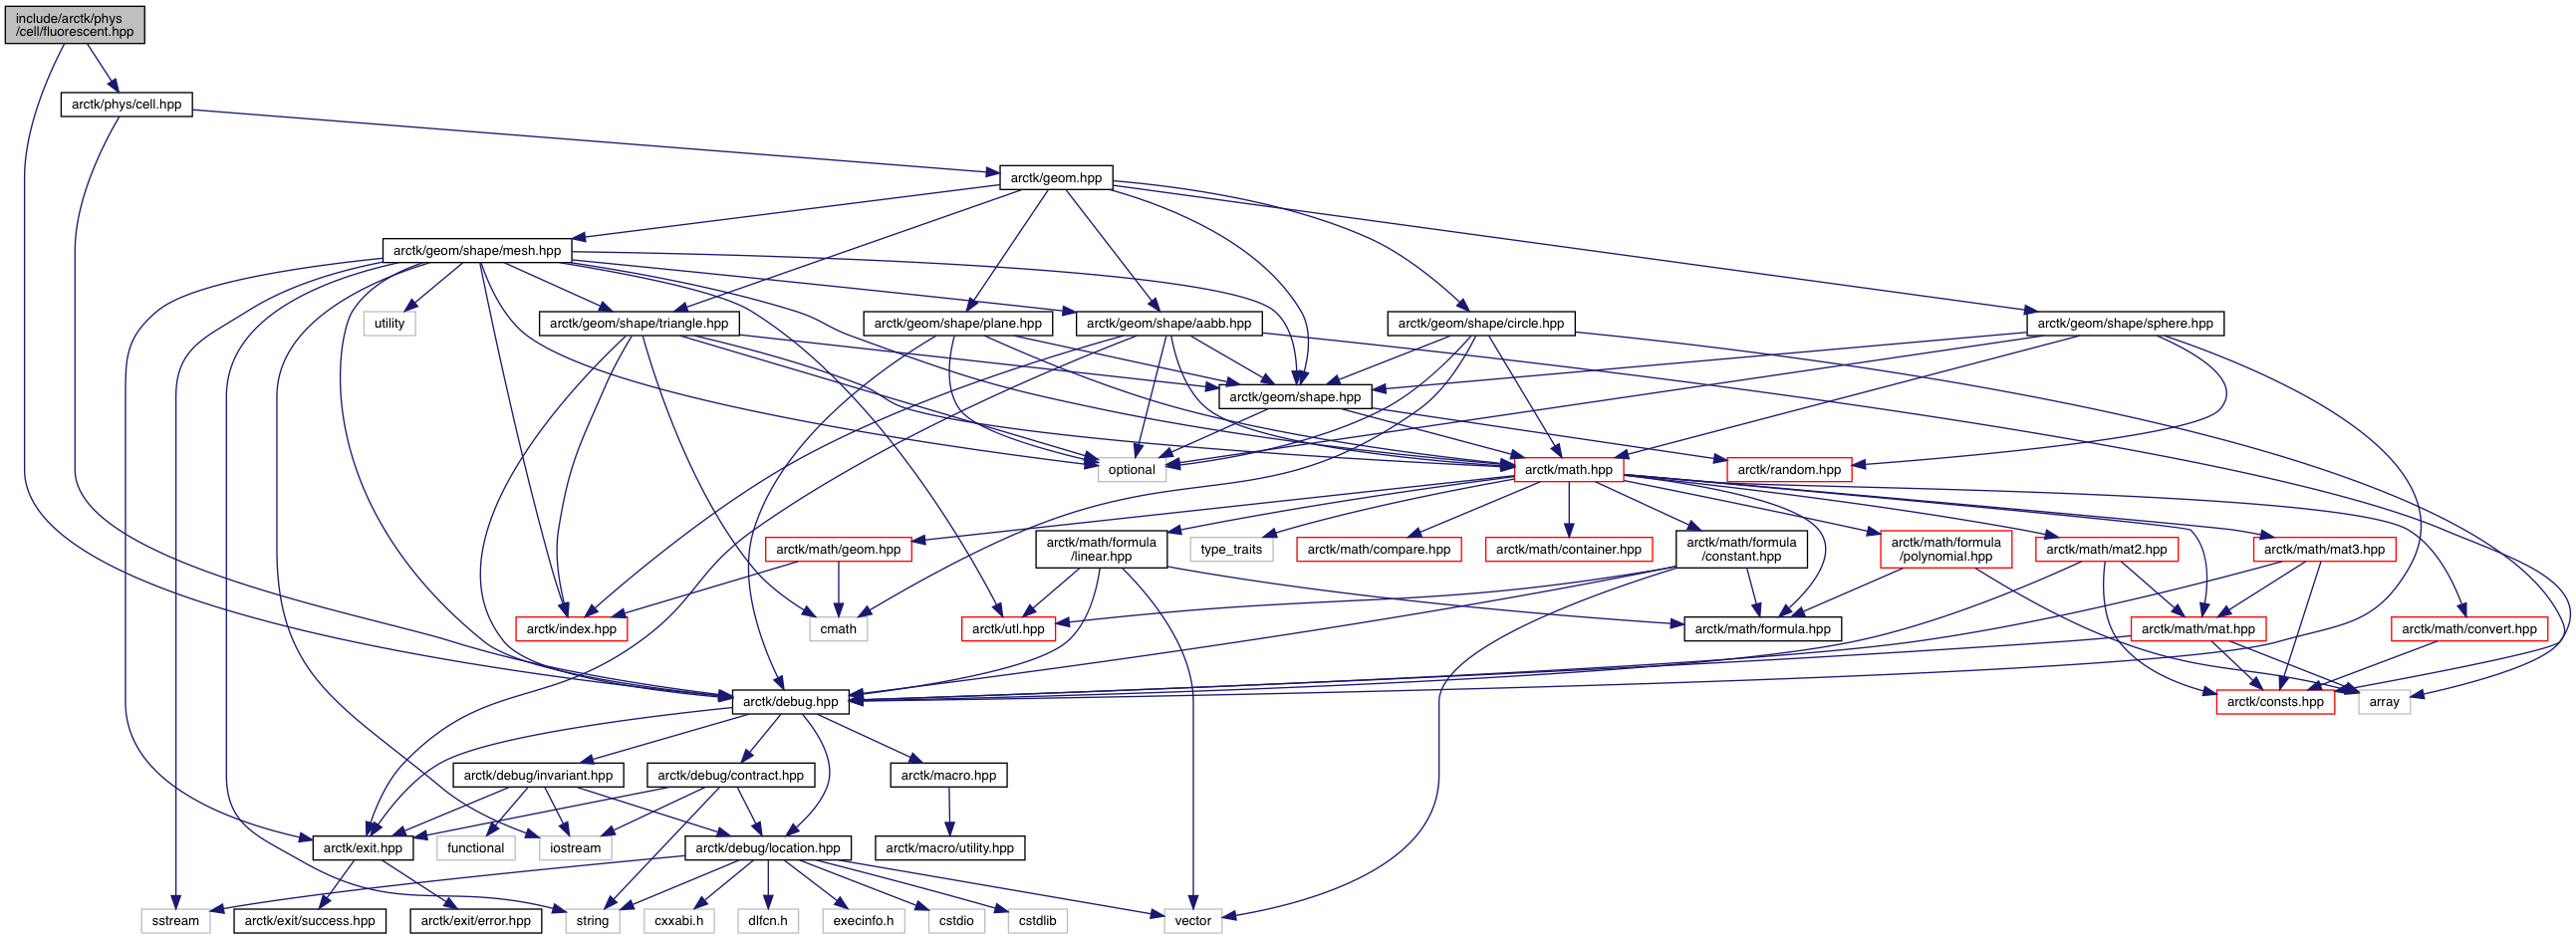 include/arctk/phys
/cell/fluorescent.hpp
arctk/phys/cell.hpp
arctk/geom.hpp
arctk/geom/shape/mesh.hpp
utility
arctk/geom/shape/triangle.hpp
arctk/geom/shape/plane.hpp
arctk/geom/shape/aabb.hpp
arctk/geom/shape/circle.hpp
arctk/geom/shape/sphere.hpp
arctk/geom/shape.hpp
optional
arctk/math.hpp
arctk/random.hpp
arctk/math/geom.hpp
arctk/math/formula
/linear.hpp
type_traits
arctk/math/compare.hpp
arctk/math/container.hpp
arctk/math/formula
/constant.hpp
arctk/math/formula
/polynomial.hpp
arctk/math/mat2.hpp
arctk/math/mat3.hpp
arctk/index.hpp
cmath
arctk/utl.hpp
arctk/math/formula.hpp
arctk/math/mat.hpp
arctk/math/convert.hpp
arctk/debug.hpp
arctk/consts.hpp
array
arctk/debug/invariant.hpp
arctk/debug/contract.hpp
arctk/macro.hpp
arctk/exit.hpp
functional
iostream
arctk/debug/location.hpp
arctk/macro/utility.hpp
sstream
arctk/exit/success.hpp
arctk/exit/error.hpp
string
cxxabi.h
dlfcn.h
execinfo.h
cstdio
cstdlib
vector